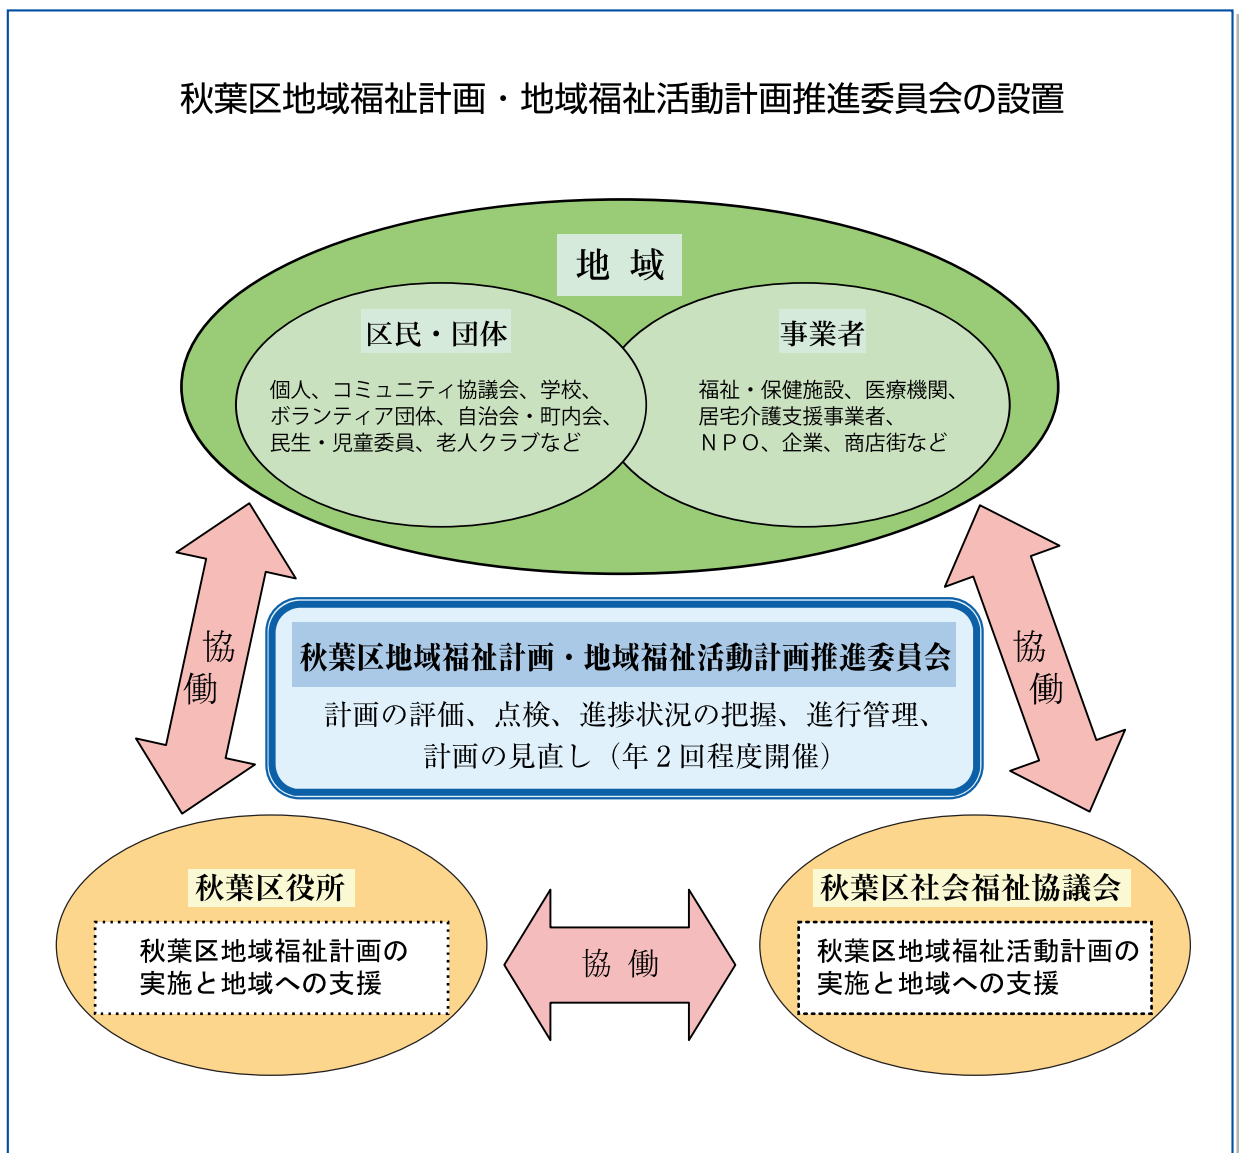 秋葉区地域福祉計画・地域福祉活動計画推進委員会の設置
地 域
区民・団体
個人、コミュニティ協議会、学校、
ボランティア団体、自治会・町内会、
民生・児童委員、老人クラブなど
事業者
福祉・保健施設、医療機関、
居宅介護支援事業者、
ＮＰＯ、企業、商店街など
協
働
秋葉区地域福祉計画・地域福祉活動計画推進委員会
計画の評価、点検、進捗状況の把握、進行管理、
計画の見直し（年２回程度開催）
協
働
秋葉区役所
秋葉区地域福祉計画の
実施と地域への支援
協 働
秋葉区社会福祉協議会
秋葉区地域福祉活動計画の
実施と地域への支援